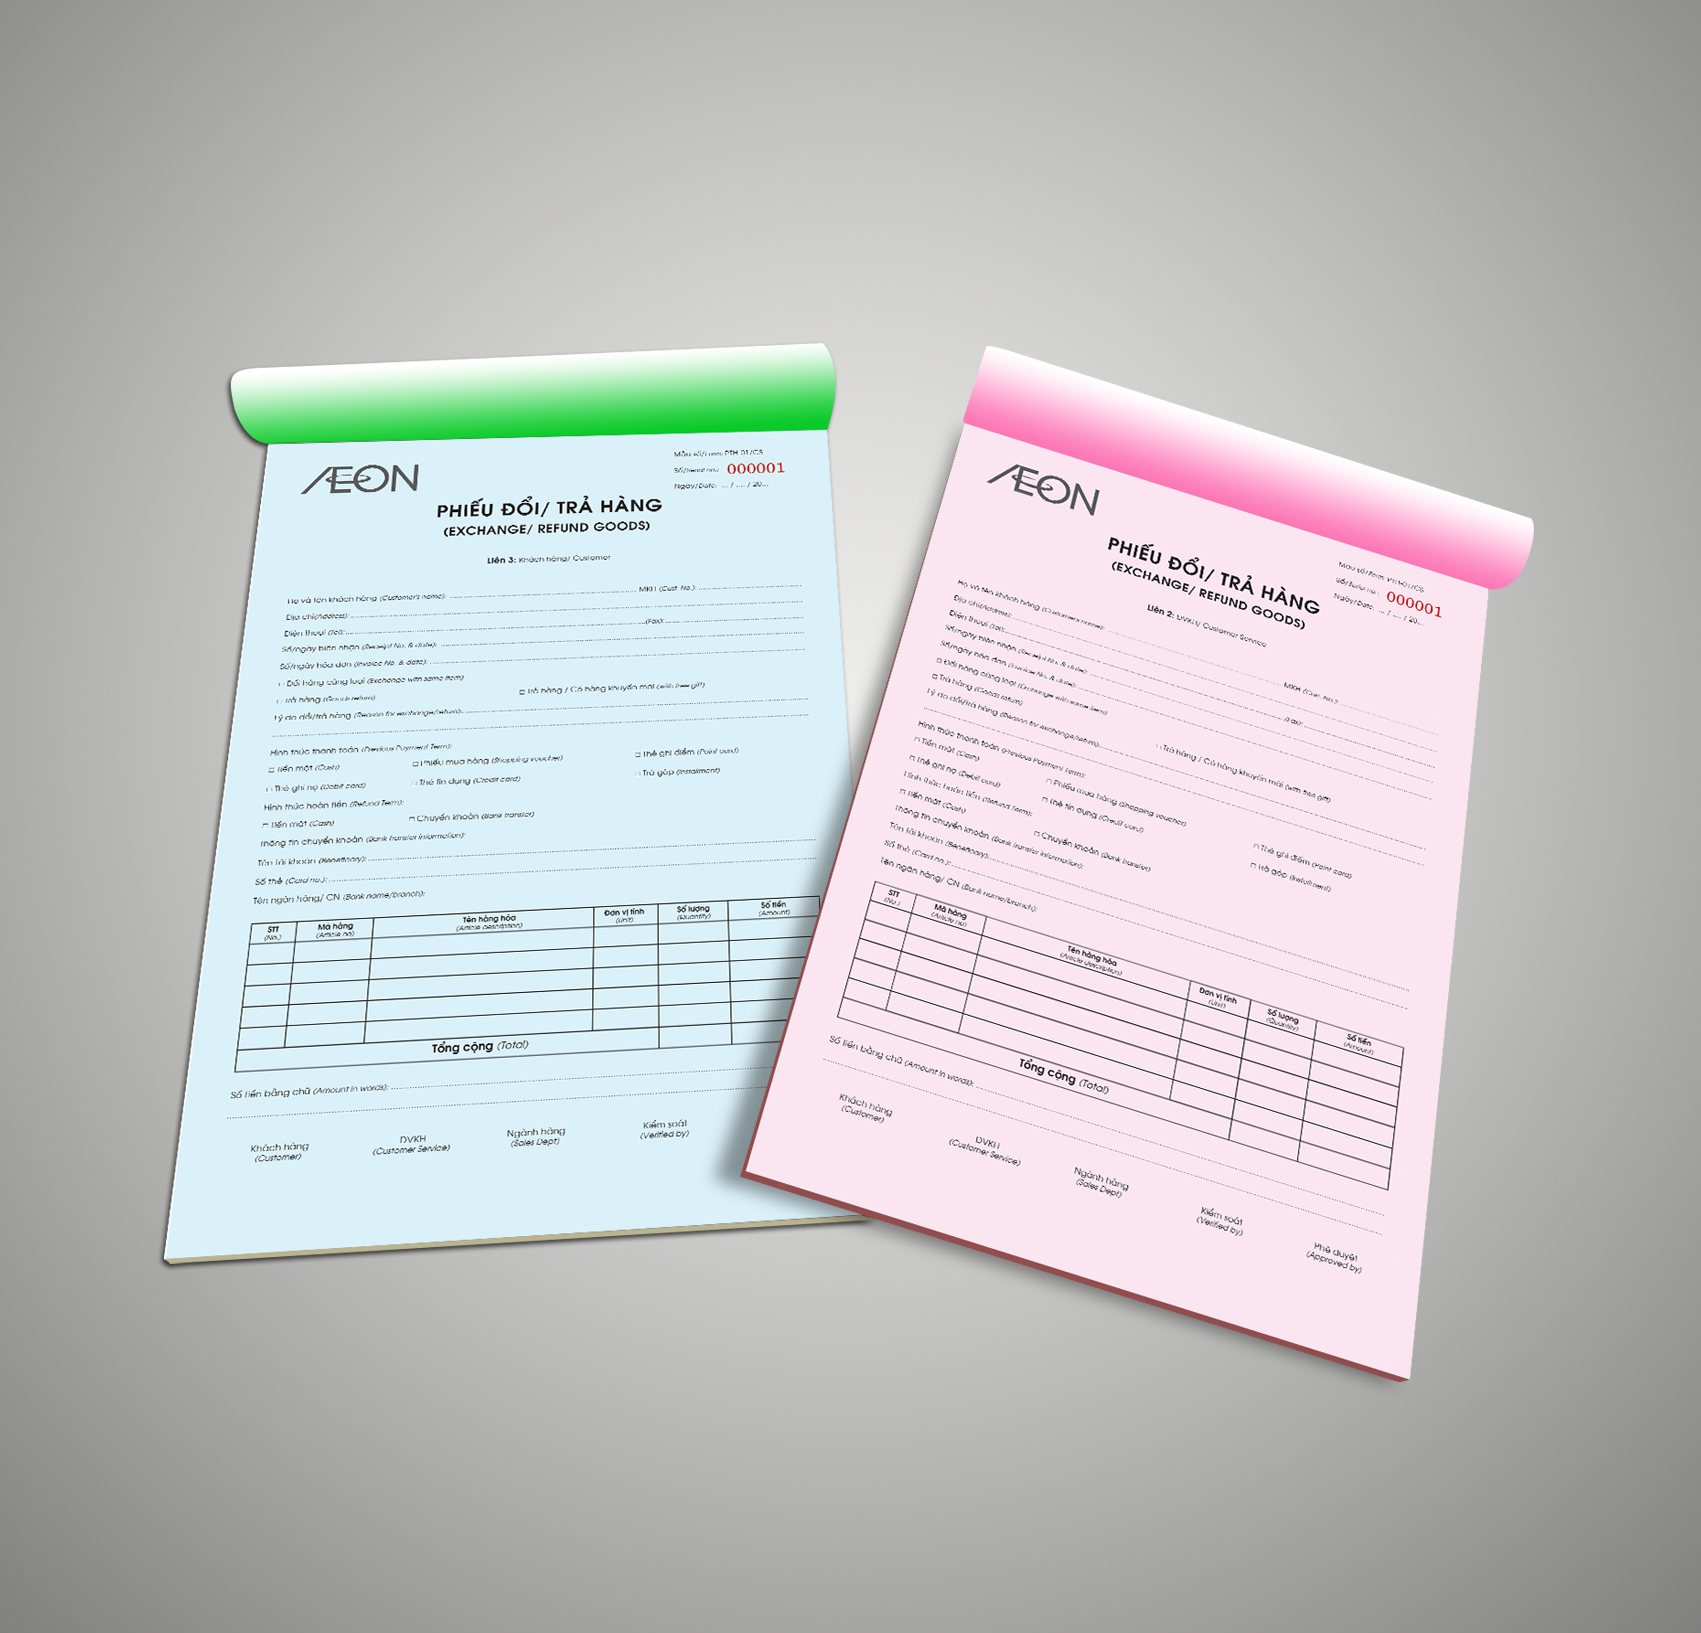 ÆON
Mẫu số/Form: PTH-01/CS
Số/Serial no.: 000001
Ngày/Date: ... / .... / 20...
PHIẾU ĐỔI/ TRẢ HÀNG
(EXCHANGE/ REFUND GOODS)
Liên 3: Khách hàng/ Customer
Họ và tên khách hàng (Customer's name): MKH (Cust. No.):
Địa chỉ(Address):
Điện thoại (Tel): (Fax):
Số/ngày biên nhận (Receipt No. & date):
Số/ngày hóa đơn (Invoice No. & date):
□ Đổi hàng cùng loại (Exchange with same item)
□ Trả hàng (Goods return) □ Trả hàng / Có hàng khuyến mãi (with free gift)
Lý do đổi/trả hàng (Reason for exchange/return):
Hình thức thanh toán (Previous Payment Term):
□ Tiền mặt (Cash) □ Phiếu mua hàng (Shopping voucher) □ Thẻ ghi điểm (Point card)
□ Thẻ ghi nợ (Debit card) □ Thẻ tín dụng (Credit card) □ Trả góp (Installment)
Hình thức hoàn tiền (Refund Term):
□ Tiền mặt (Cash) □ Chuyển khoản (Bank transfer)
Thông tin chuyển khoản (Bank transfer information):
Tên tài khoản (Beneficiary):
Số thẻ (Card no.):
Tên ngân hàng/ CN (Bank name/branch):
STT Mã hàng Tên hàng hóa Đơn vị tính Số lượng Số tiền
(No.) (Article no) (Article description) (Unit) (Quantity) (Amount)
Tổng cộng (Total)
Số tiền bằng chữ (Amount in words):
Khách hàng DVKH Ngành hàng Kiểm soát
(Customer) (Customer Service) (Sales Dept) (Verified by)
ÆON
Mẫu số/Form: PTH-01/CS
Số/Serial no.: 000001
Ngày/Date: ... / .... / 20...
PHIẾU ĐỔI/ TRẢ HÀNG
(EXCHANGE/ REFUND GOODS)
Liên 2: DVKH/ Customer Service
Họ và tên khách hàng (Customer's name): MKH (Cust. No.):
Địa chỉ(Address):
Điện thoại (Tel): (Fax):
Số/ngày biên nhận (Receipt No. & date):
Số/ngày hóa đơn (Invoice No. & date):
□ Đổi hàng cùng loại (Exchange with same item)
□ Trả hàng (Goods return) □ Trả hàng / Có hàng khuyến mãi (with free gift)
Lý do đổi/trả hàng (Reason for exchange/return):
Hình thức thanh toán (Previous Payment Term):
□ Tiền mặt (Cash) □ Phiếu mua hàng (Shopping voucher) □ Thẻ ghi điểm (Point card)
□ Thẻ ghi nợ (Debit card) □ Thẻ tín dụng (Credit card) □ Trả góp (Installment)
Hình thức hoàn tiền (Refund Term):
□ Tiền mặt (Cash) □ Chuyển khoản (Bank transfer)
Thông tin chuyển khoản (Bank transfer information):
Tên tài khoản (Beneficiary):
Số thẻ (Card no.):
Tên ngân hàng/ CN (Bank name/branch):
STT Mã hàng Tên hàng hóa Đơn vị tính Số lượng Số tiền
(No.) (Article no) (Article description) (Unit) (Quantity) (Amount)
Tổng cộng (Total)
Số tiền bằng chữ (Amount in words):
Khách hàng DVKH Ngành hàng Kiểm soát Phê duyệt
(Customer) (Customer Service) (Sales Dept) (Verified by) (Approved by)